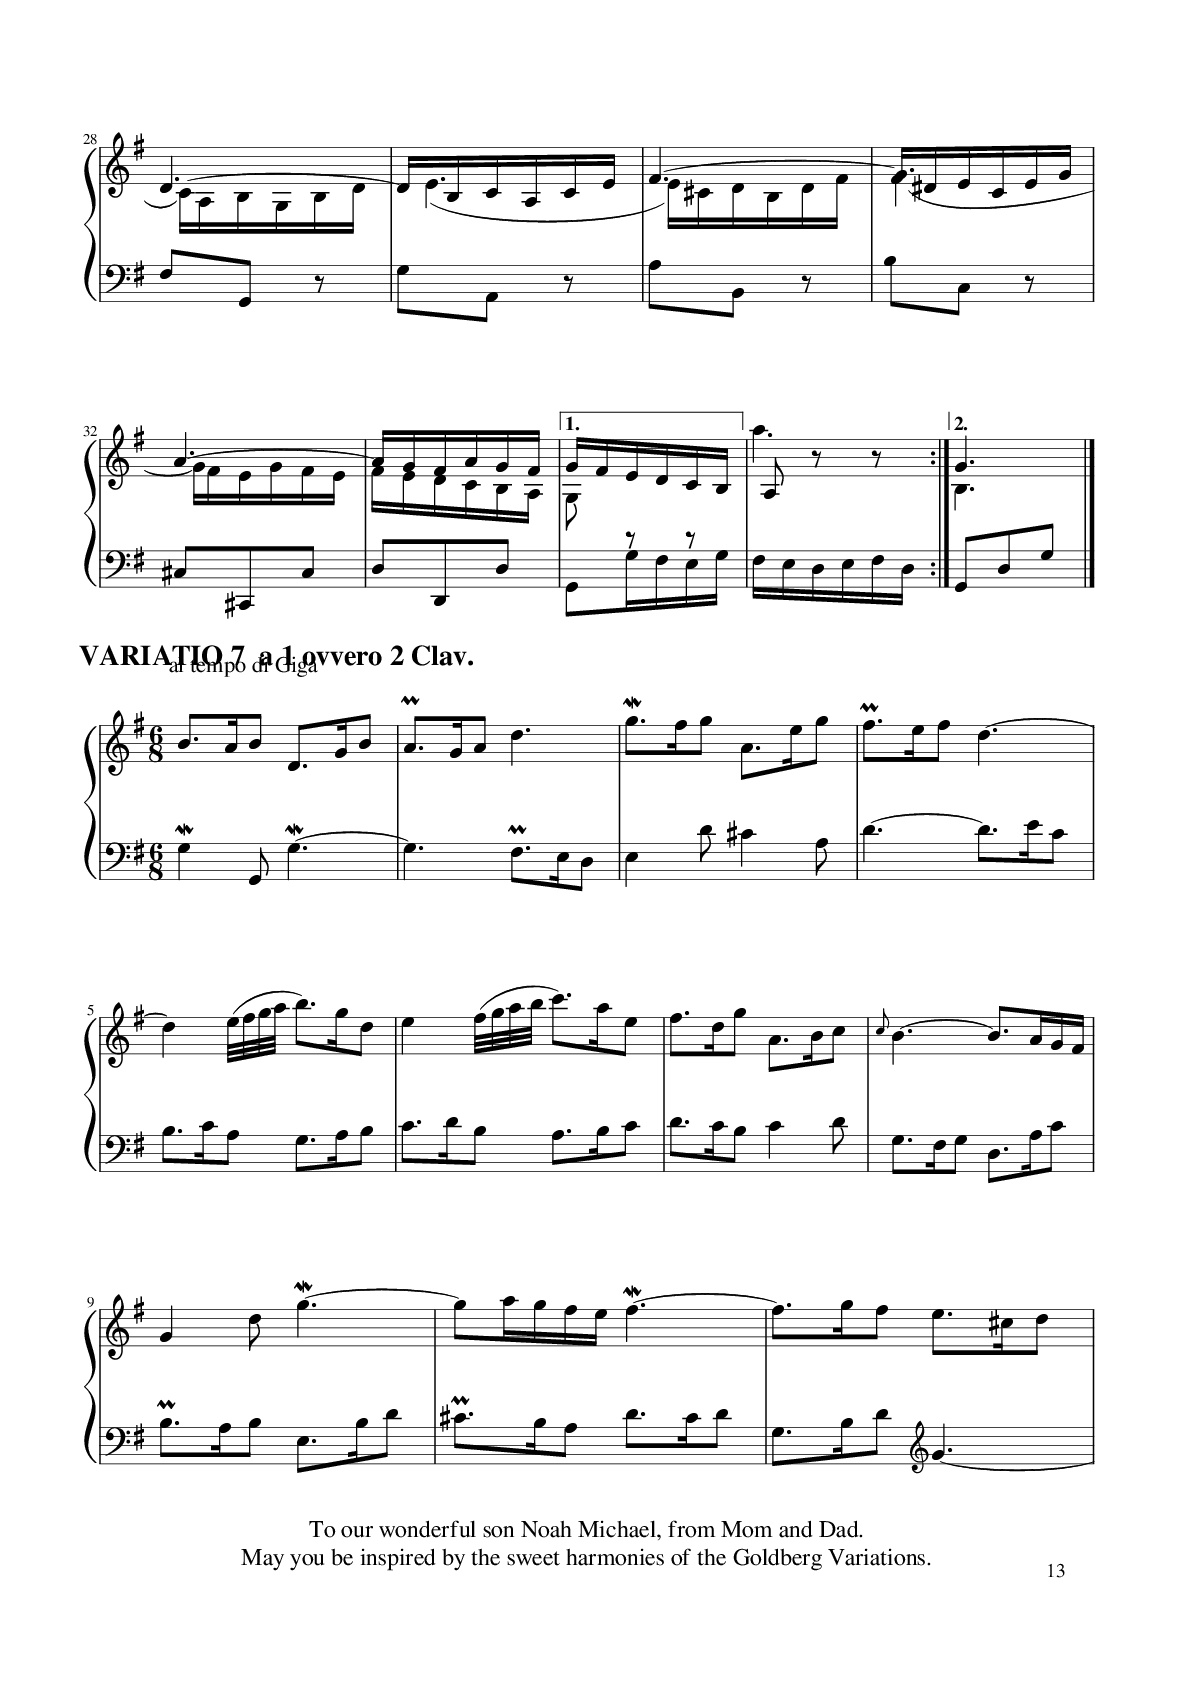 28
32
1.
2.
VARIATIO 7 a 1 ovvero 2 Clav.
al tempo di Giga
6
8
6
8
5
9
To our wonderful son Noah Michael, from Mom and Dad.
May you be inspired by the sweet harmonies of the Goldberg Variations.
13